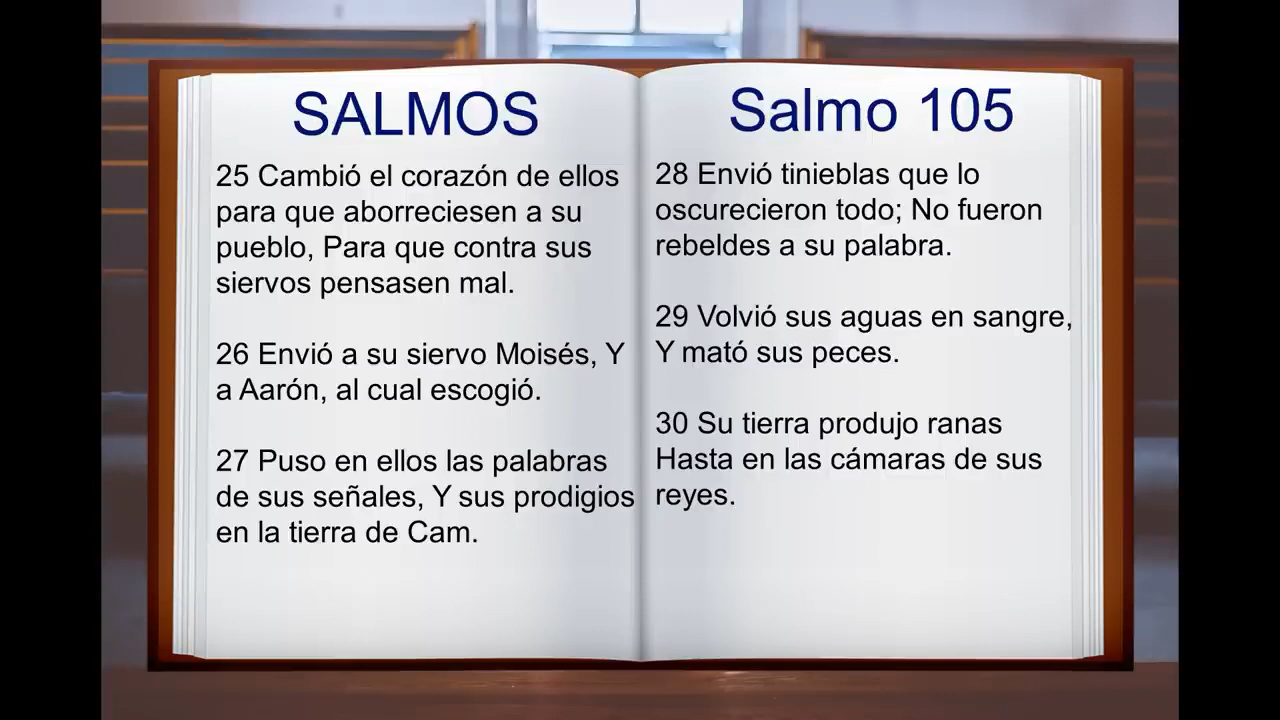 SALMOS
25 Cambió el corazón de ellos
para que aborreciesen a su
pueblo, Para que contra sus
siervos pensasen mal.
26 Envió a su siervo Moisés, Y
a Aarón, al cual escogió.
27 Puso en ellos las palabras
de sus señales, Y sus prodigios
en la tierra de Cam.
Salmo 105
28 Envió tinieblas que lo
oscurecieron todo; No fueron
rebeldes a su palabra.
29 Volvió sus aguas en sangre,
Y mató sus peces.
30 Su tierra produjo ranas
Hasta en las cámaras de sus
reyes.